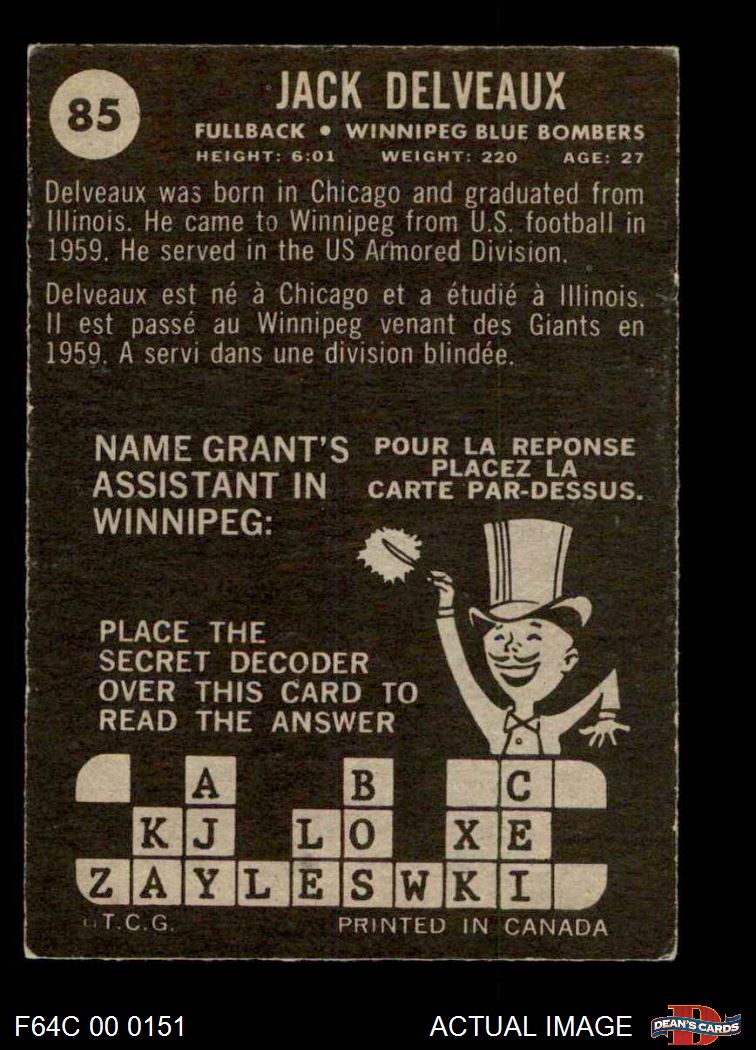 85
JACK DELVEAUX
FULLBACK • WINNIPEG BLUE BOMBERS
HEIGHT: 6:01 WEIGHT: 220 AGE: 27
Delveaux was born in Chicago and graduated from
Illinois. He came to Winnipeg from U.S. football in
1959. He served in the US Armored Division.
Delveaux est né à Chicago et a étudié à Illinois.
Il est passé au Winnipeg venant des Giants en
1959. A servi dans une division blindée.
NAME GRANT'S
ASSISTANT IN
WINNIPEG:
POUR LA REPONSE
PLACEZ LA
CARTE PAR-DESSUS.
PLACE THE
SECRET DECODER
OVER THIS CARD TO
READ THE ANSWER
A B C
K J L O X E
Z A Y L E S W K I
T.C.G. PRINTED IN CANADA
F64C 00 0151 ACTUAL IMAGE
D
DEAN'S CARDS